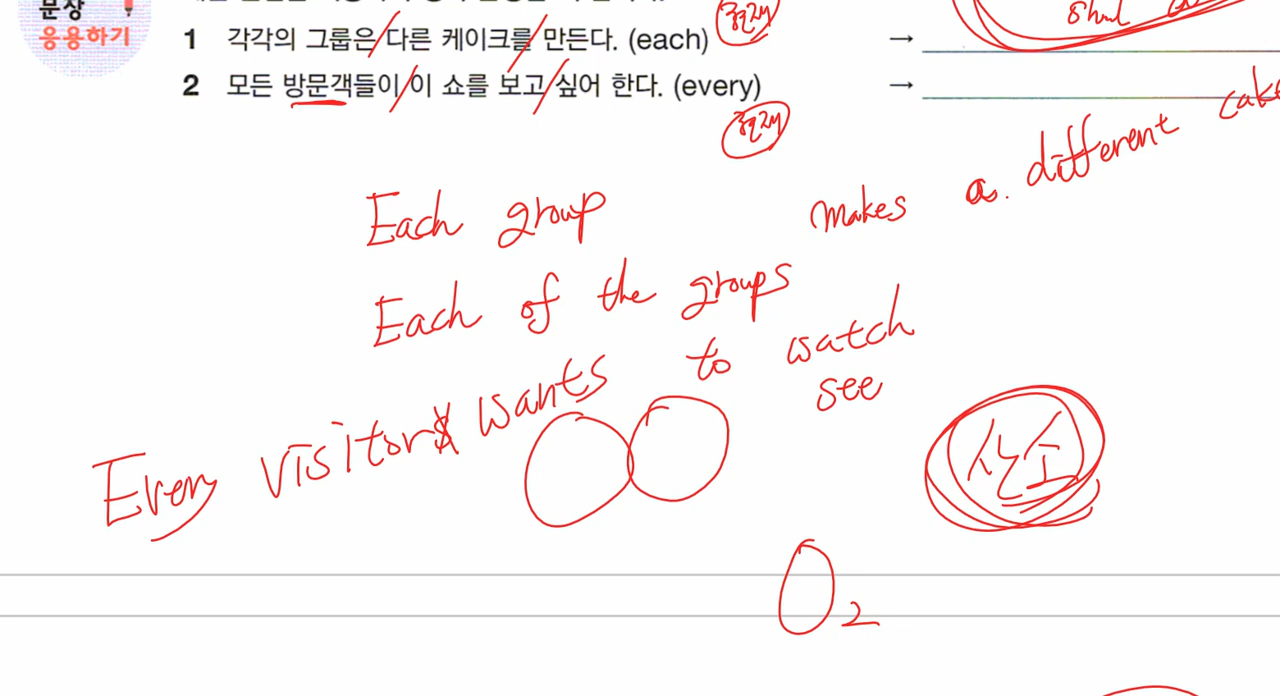 문장
응용하기
1 각각의 그룹은 다른 케이크를 만든다. (each) →
현재
2 모든 방문객들이 이 쇼를 보고 싶어 한다. (every) →
현재
Each group makes a. different cake
Each of the groups
Every visitors wants to watch
see
산소
O2